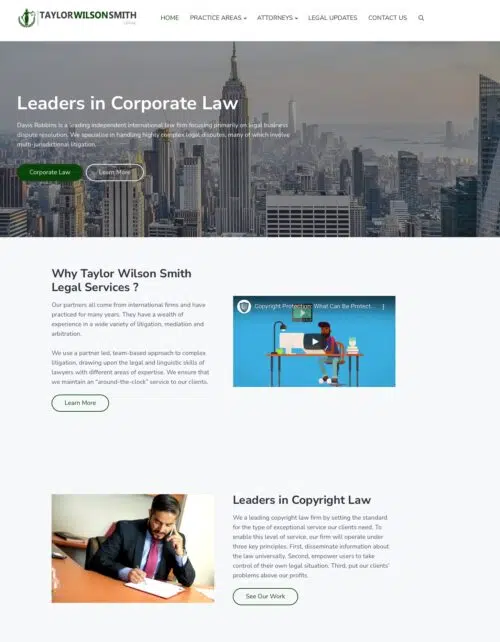 TAYLORWILSONSMITH
HOME PRACTICE AREAS ATTORNEYS LEGAL UPDATES CONTACT US
Leaders in Corporate Law
Davis Robbins is a leading independent international law firm focusing primarily on legal business
dispute resolution. We specialise in handling highly complex legal disputes, many of which involve
multi-jurisdictional litigation.
Corporate Law Learn More
Why Taylor Wilson Smith
Legal Services ?
Our partners all come from international firms and have
practiced for many years. They have a wealth of
experience in a wide variety of litigation, mediation and
arbitration.
We use a partner led, team-based approach to complex
litigation, drawing upon the legal and linguistic skills of
lawyers with different areas of expertise. We ensure that
we maintain an “around-the-clock” service to our clients.
Learn More
Copyright Protection: What Can Be Protect...
Leaders in Copyright Law
We a leading copyright law firm by setting the standard
for the type of exceptional service our clients need. To
enable this level of service, our firm will operate under
three key principles. First, disseminate information about
the law universally. Second, empower users to take
control of their own legal situation. Third, put our clients’
problems above our profits.
See Our Work